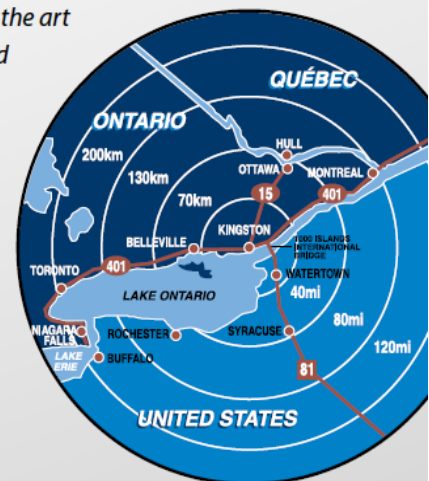 the art
d
QUÉBEC
ONTARIO
200km
HULL
130km
OTTAWA
MONTREAL
70km
15
401
KINGSTON
BELLEVILLE
1000 ISLANDS
INTERNATIONAL
BRIDGE
401
TORONTO
WATERTOWN
LAKE ONTARIO
40mi
NIAGARA
FALLS
ROCHESTER
SYRACUSE
80mi
LAKE
ERIE
BUFFALO
120mi
81
UNITED STATES